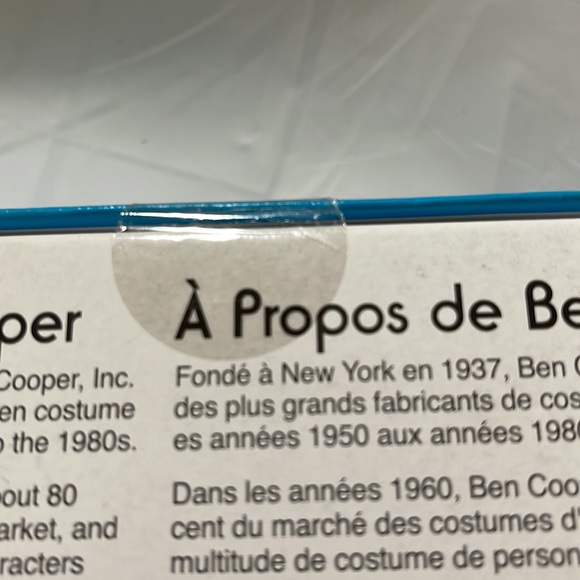 per
Cooper, Inc.
en costume
the 1980s.
out 80
arket, and
racters
À Propos de Be
Fondé à New York en 1937, Ben
des plus grands fabricants de cos
es années 1950 aux années 198
Dans les années 1960, Ben Coo
cent du marché des costumes d'
multitude de costume de person